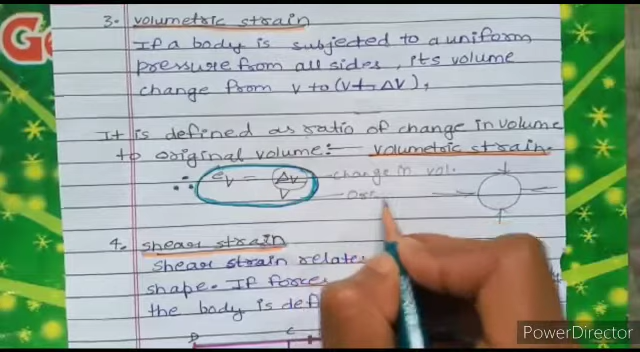 3. volumetric strain
If a body is subjected to a uniform
pressure from all sides, its volume
change from V to (V+ΔV),
It is defined as ratio of change in volume
to original volume:— volumetric strain.
∴ eV = ΔV/V — change in vol.
4. shear strain
shear strain relate
shape. If forces
the body is def
D C
PowerDirector